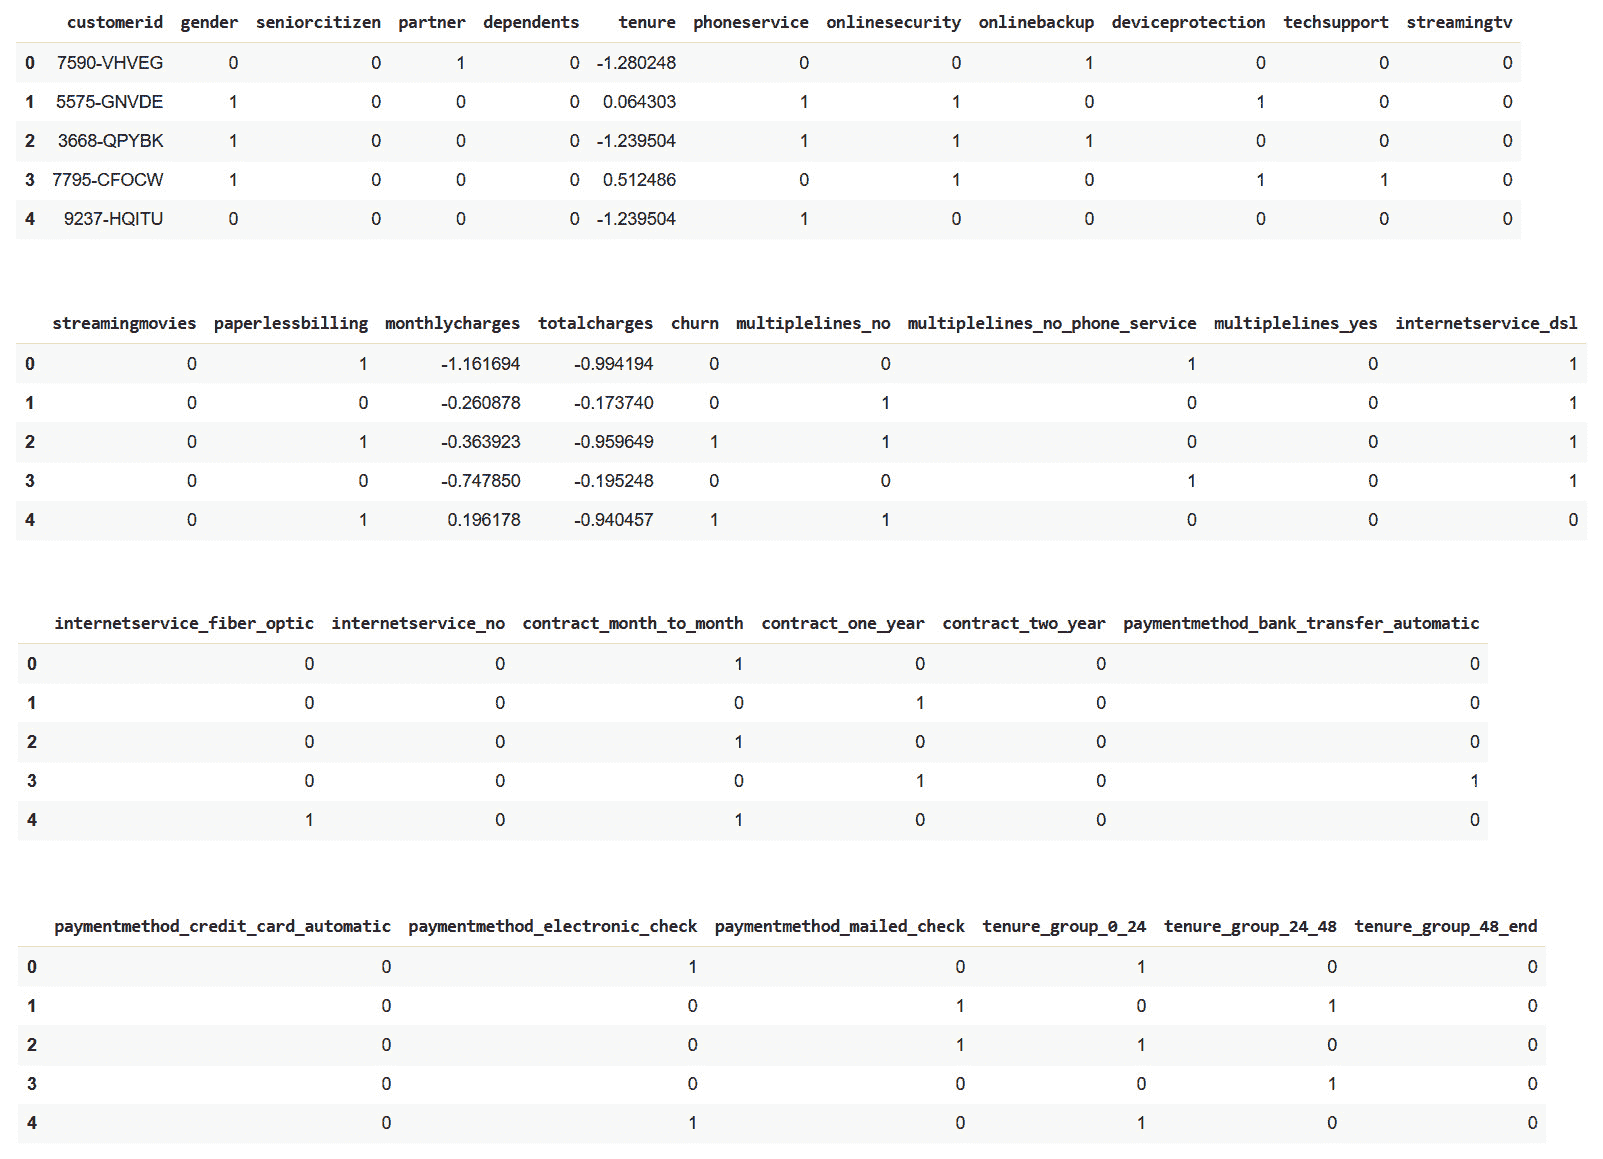 customerid gender seniorcitizen partner dependents tenure phoneservice onlinesecurity onlinebackup deviceprotection techsupport streamingtv
0 7590-VHVEG 0 0 1 0 -1.280248 0 0 1 0 0 0
1 5575-GNVDE 1 0 0 0 0.064303 1 1 0 1 0 0
2 3668-QPYBK 1 0 0 0 -1.239504 1 1 1 0 0 0
3 7795-CFOCW 1 0 0 0 0.512486 0 1 0 1 1 0
4 9237-HQITU 0 0 0 0 -1.239504 1 0 0 0 0 0
streamingmovies paperlessbilling monthlycharges totalcharges churn multiplelines_no multiplelines_no_phone_service multiplelines_yes internetservice_dsl
0 0 1 -1.161694 -0.994194 0 0 1 0 1
1 0 0 -0.260878 -0.173740 0 1 0 0 1
2 0 1 -0.363923 -0.959649 1 1 0 0 1
3 0 0 -0.747850 -0.195248 0 0 1 0 1
4 0 1 0.196178 -0.940457 1 1 0 0 0
internetservice_fiber_optic internetservice_no contract_month_to_month contract_one_year contract_two_year paymentmethod_bank_transfer_automatic
0 0 0 1 0 0 0
1 0 0 0 1 0 0
2 0 0 1 0 0 0
3 0 0 0 1 0 1
4 1 0 1 0 0 0
paymentmethod_credit_card_automatic paymentmethod_electronic_check paymentmethod_mailed_check tenure_group_0_24 tenure_group_24_48 tenure_group_48_end
0 0 1 0 1 0 0
1 0 0 1 0 1 0
2 0 0 1 1 0 0
3 0 0 0 0 1 0
4 0 1 0 1 0 0